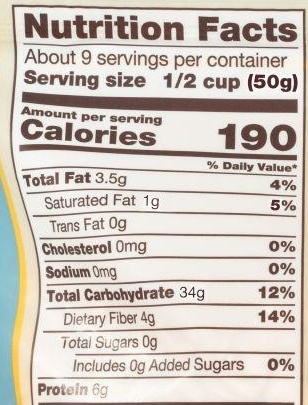 Nutrition Facts
About 9 servings per container
Serving size 1/2 cup (50g)
Amount per serving
Calories 190
% Daily Value*
Total Fat 3.5g 4%
Saturated Fat 1g 5%
Trans Fat 0g
Cholesterol 0mg 0%
Sodium 0mg 0%
Total Carbohydrate 34g 12%
Dietary Fiber 4g 14%
Total Sugars 0g
Includes 0g Added Sugars 0%
Protein 6g